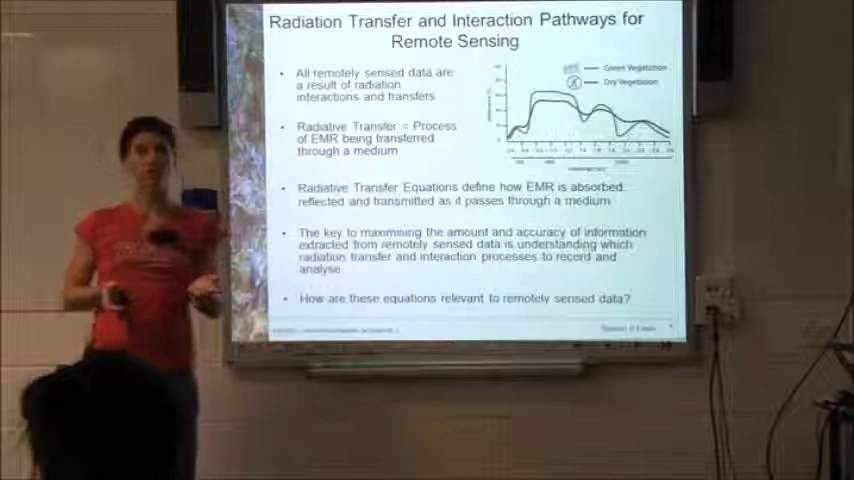 Radiation Transfer and Interaction Pathways for
Remote Sensing
• All remotely sensed data are
a result of radiation
interactions and transfers
Green Vegetation
Dry Vegetation
• Radiative Transfer = Process
of EMR being transferred
through a medium
• Radiative Transfer Equations define how EMR is absorbed,
reflected and transmitted as it passes through a medium
• The key to maximising the amount and accuracy of information
extracted from remotely sensed data is understanding which
radiation transfer and interaction processes to record and
analyse
• How are these equations relevant to remotely sensed data?